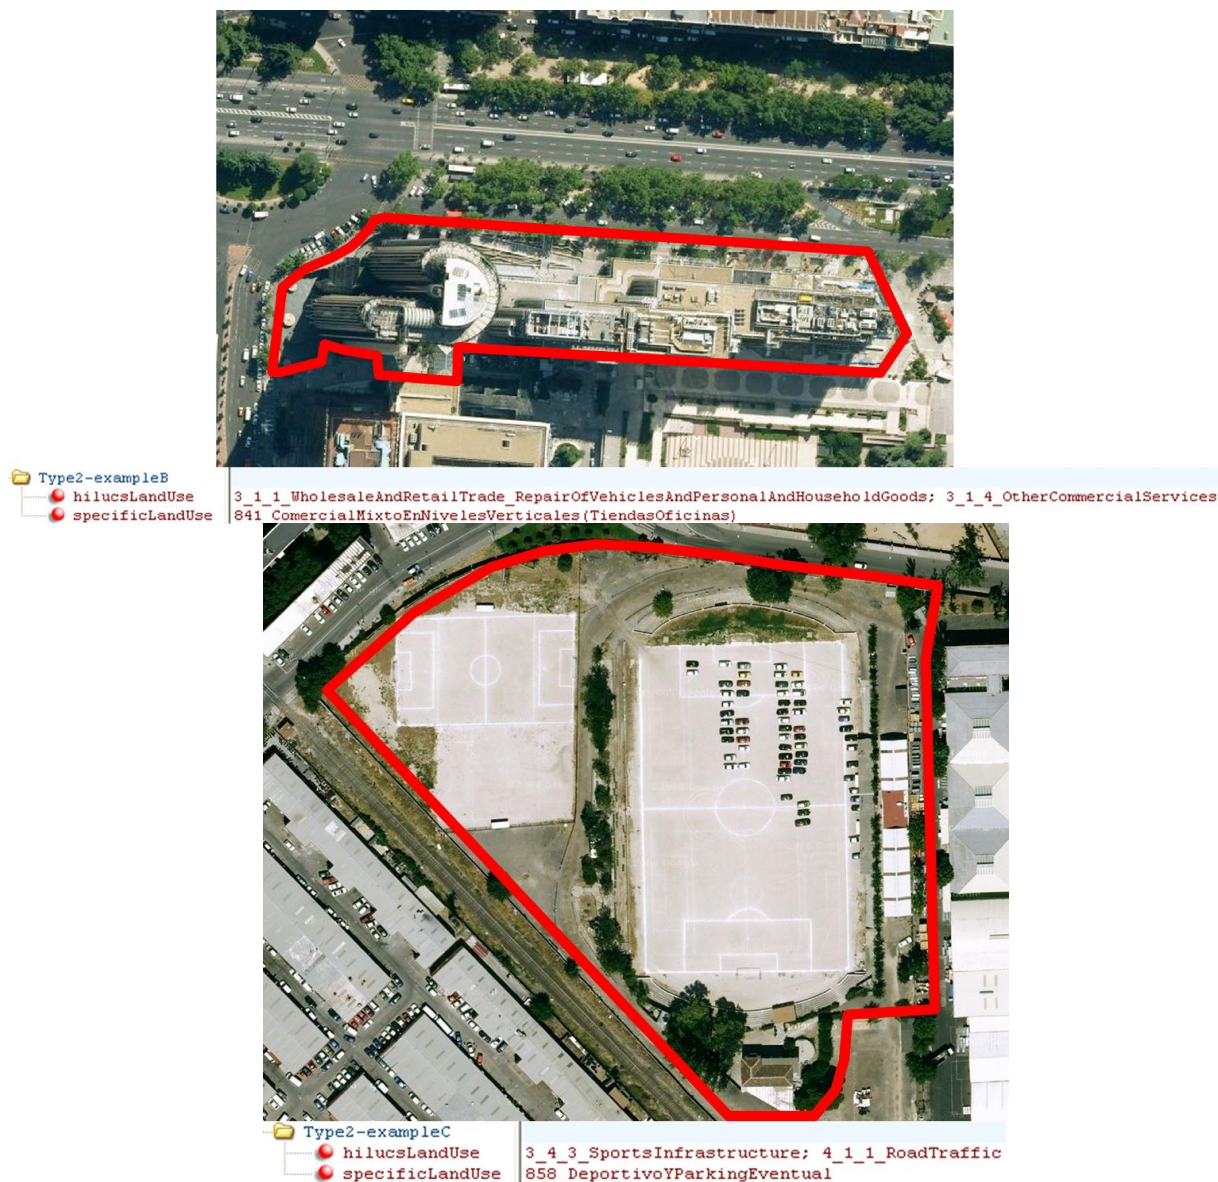 Type2-exampleB
hilucsLandUse 3_1_1_WholesaleAndRetailTrade_RepairOfVehiclesAndPersonalAndHouseholdGoods; 3_1_4_OtherCommercialServices
specificLandUse 841_ComercialMixtoEnNivelesVerticales(TiendasOficinas)
Type2-exampleC
hilucsLandUse 3_4_3_SportsInfrastructure; 4_1_1_RoadTraffic
specificLandUse 858_DeportivoYParkingEventual